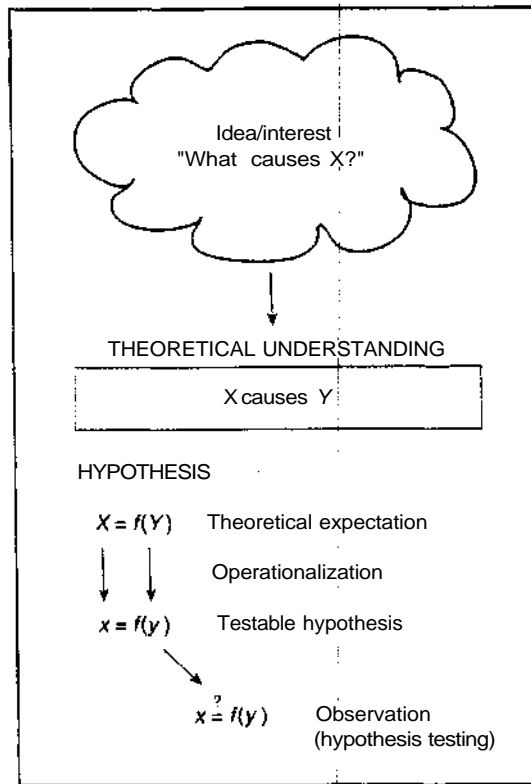 Idea/interest
"What causes X?"
THEORETICAL UNDERSTANDING
X causes Y
HYPOTHESIS
X = f(Y) Theoretical expectation
Operationalization
x = f(y) Testable hypothesis
?
x = f(y) Observation
(hypothesis testing)